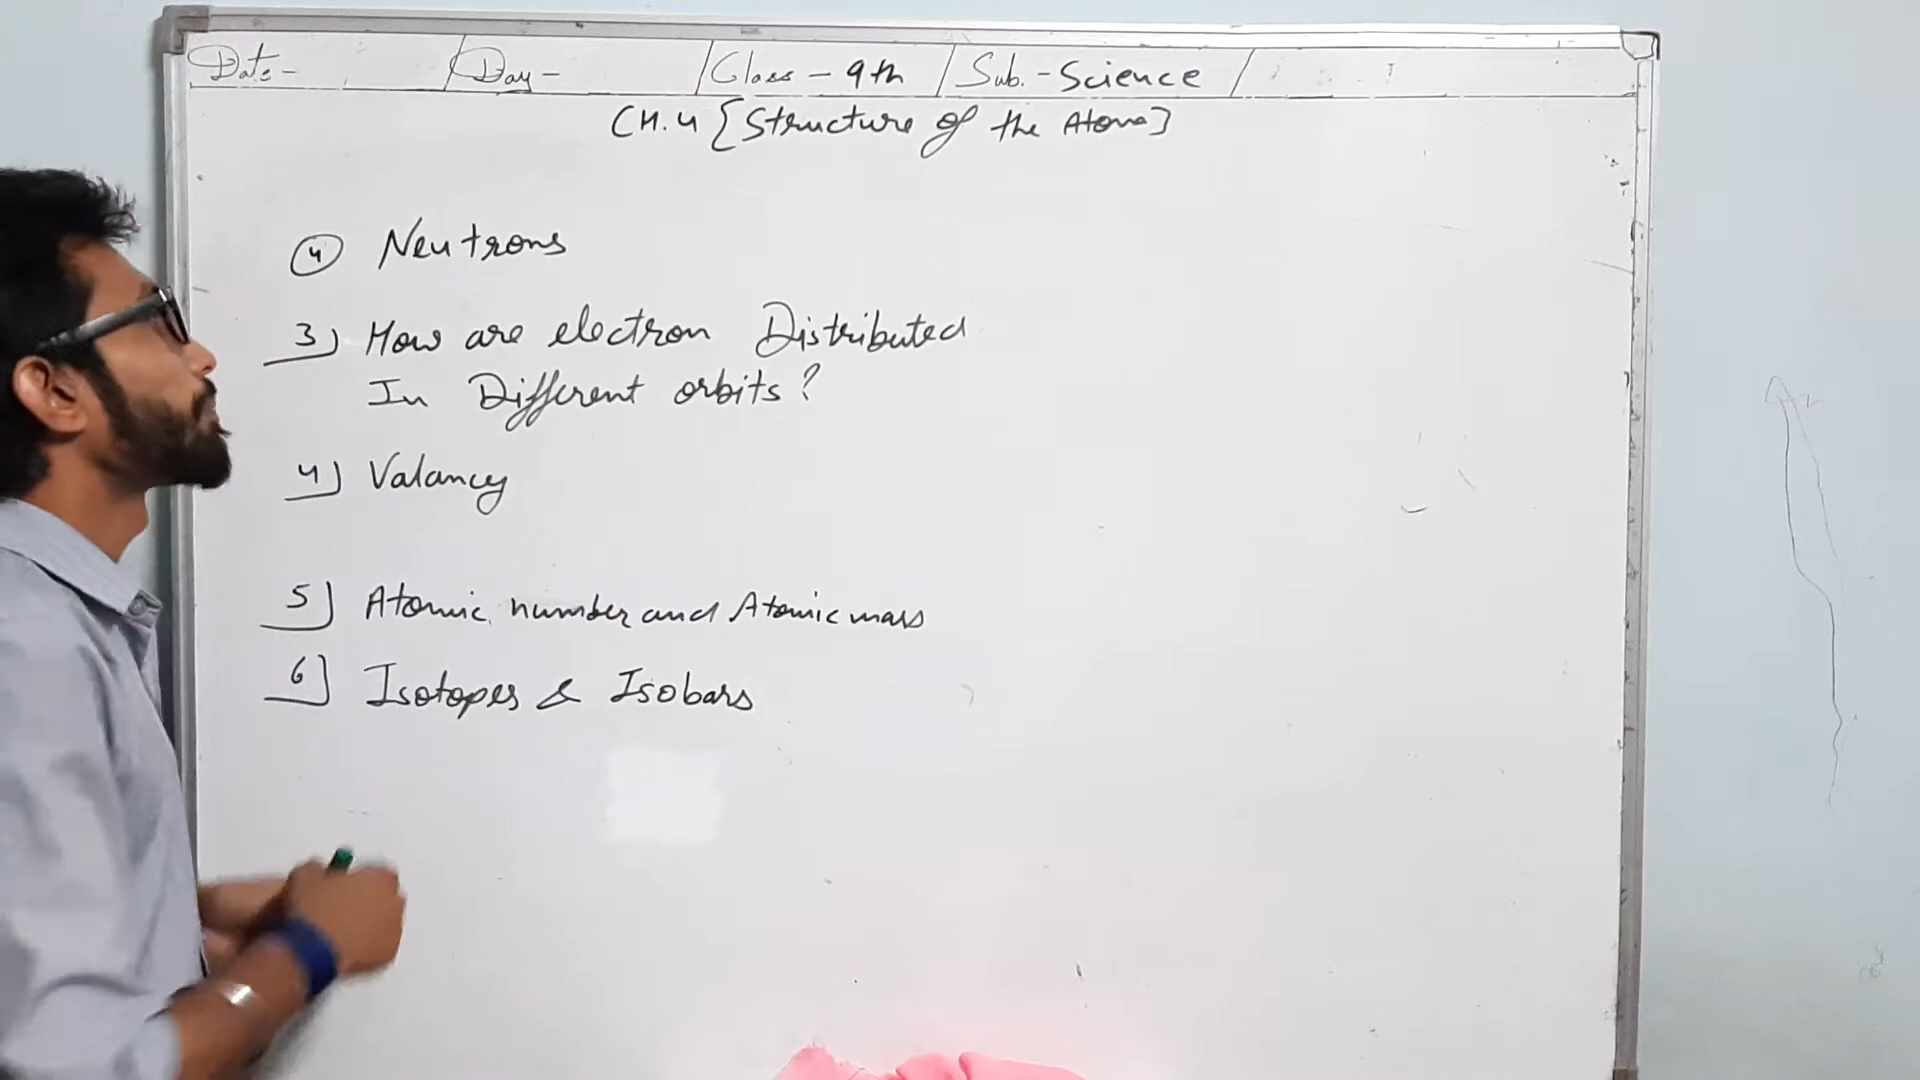 Date - / Day - / Class - 9th / Sub. - Science /
CH.4 [Structure of the Atom]
④ Neutrons
3) How are electron Distributed
In Different orbits?
4) Valancy
5) Atomic number and Atomic mass
6) Isotopes & Isobars